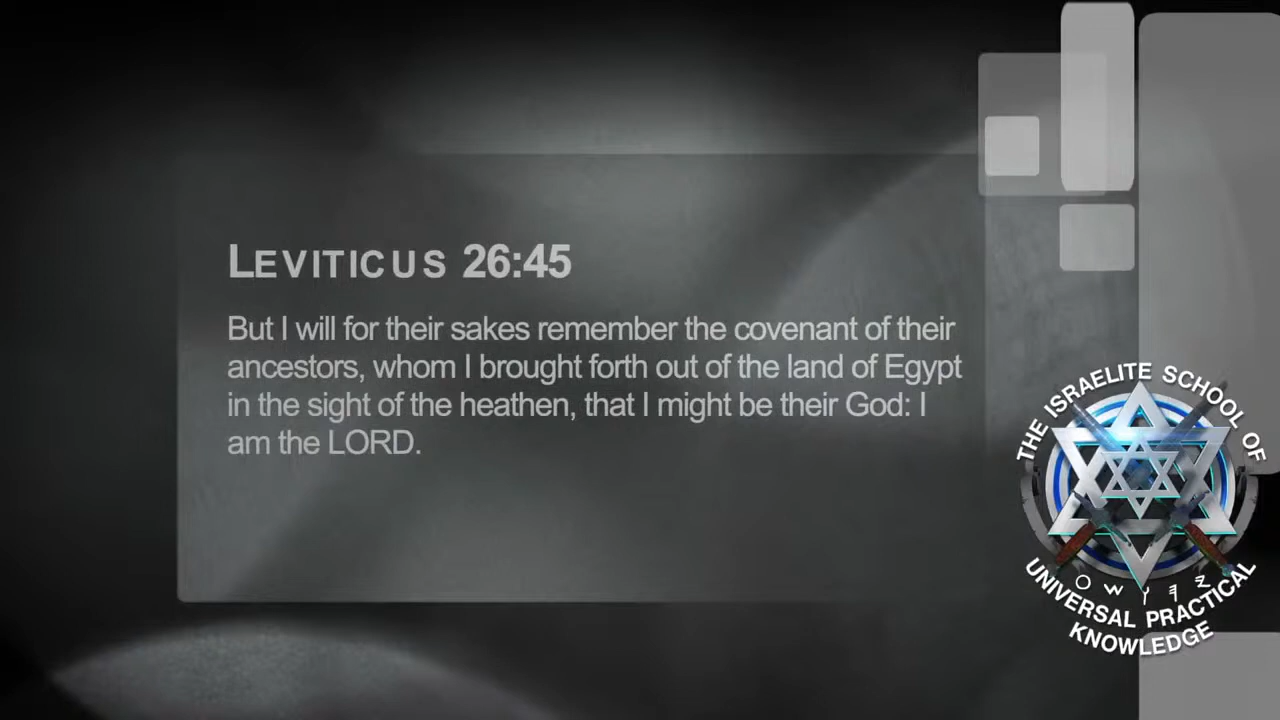 LEVITICUS 26:45
But I will for their sakes remember the covenant of their
ancestors, whom I brought forth out of the land of Egypt
in the sight of the heathen, that I might be their God: I
am the LORD.
THE ISRAELITE SCHOOL OF
UNIVERSAL PRACTICAL
KNOWLEDGE